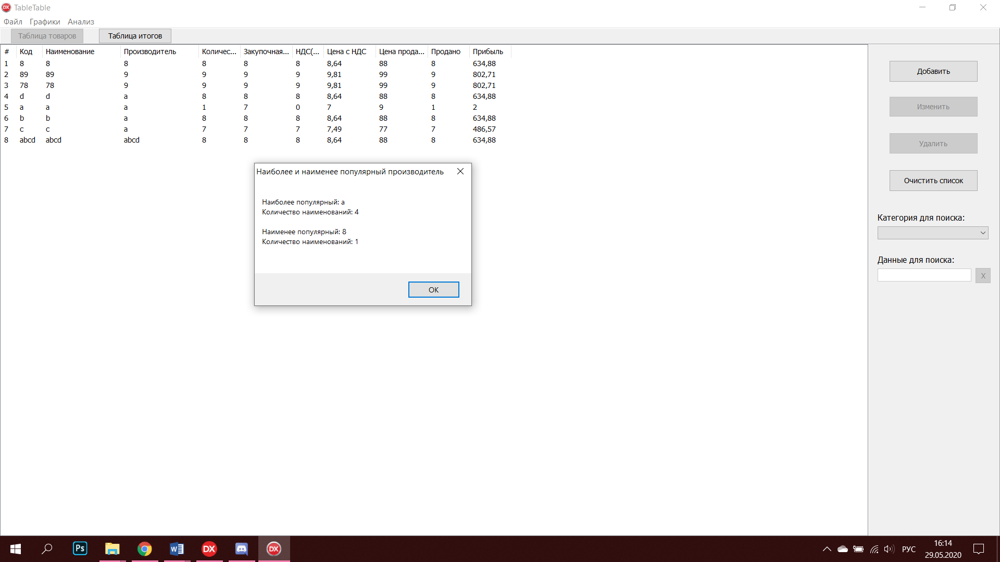 TableTable
Файл Графики Анализ
Таблица товаров Таблица итогов
# Код Наименование Производитель Количес... Закупочная... НДС(... Цена с НДС Цена прода... Продано Прибыль
1 8 8 8 8 8 8 8,64 88 8 634,88
2 89 89 9 9 9 9 9,81 99 9 802,71
3 78 78 9 9 9 9 9,81 99 9 802,71
4 d d a 8 8 8 8,64 88 8 634,88
5 a a a 1 7 0 7 9 1 2
6 b b a 8 8 8 8,64 88 8 634,88
7 c c a 7 7 7 7,49 77 7 486,57
8 abcd abcd abcd 8 8 8 8,64 88 8 634,88
Наиболее и наименее популярный производитель
Наиболее популярный: a
Количество наименований: 4
Наименее популярный: 8
Количество наименований: 1
OK
Добавить
Изменить
Удалить
Очистить список
Категория для поиска:
Данные для поиска:
X
Ps
W
DX
DX
РУС
16:14
29.05.2020